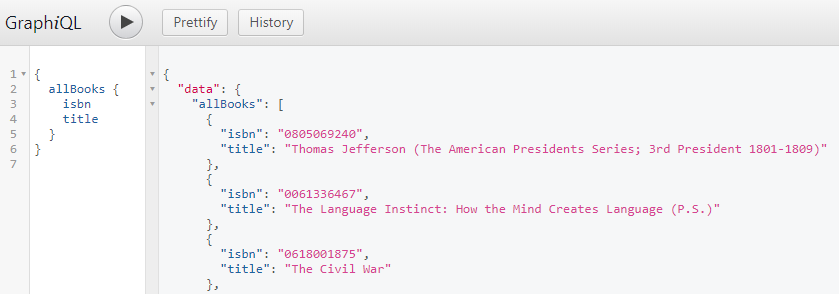 GraphiQL Prettify History
1 {
2 allBooks {
3 isbn
4 title
5 }
6 }
7
{
"data": {
"allBooks": [
{
"isbn": "0805069240",
"title": "Thomas Jefferson (The American Presidents Series; 3rd President 1801-1809)"
},
{
"isbn": "0061336467",
"title": "The Language Instinct: How the Mind Creates Language (P.S.)"
},
{
"isbn": "0618001875",
"title": "The Civil War"
},